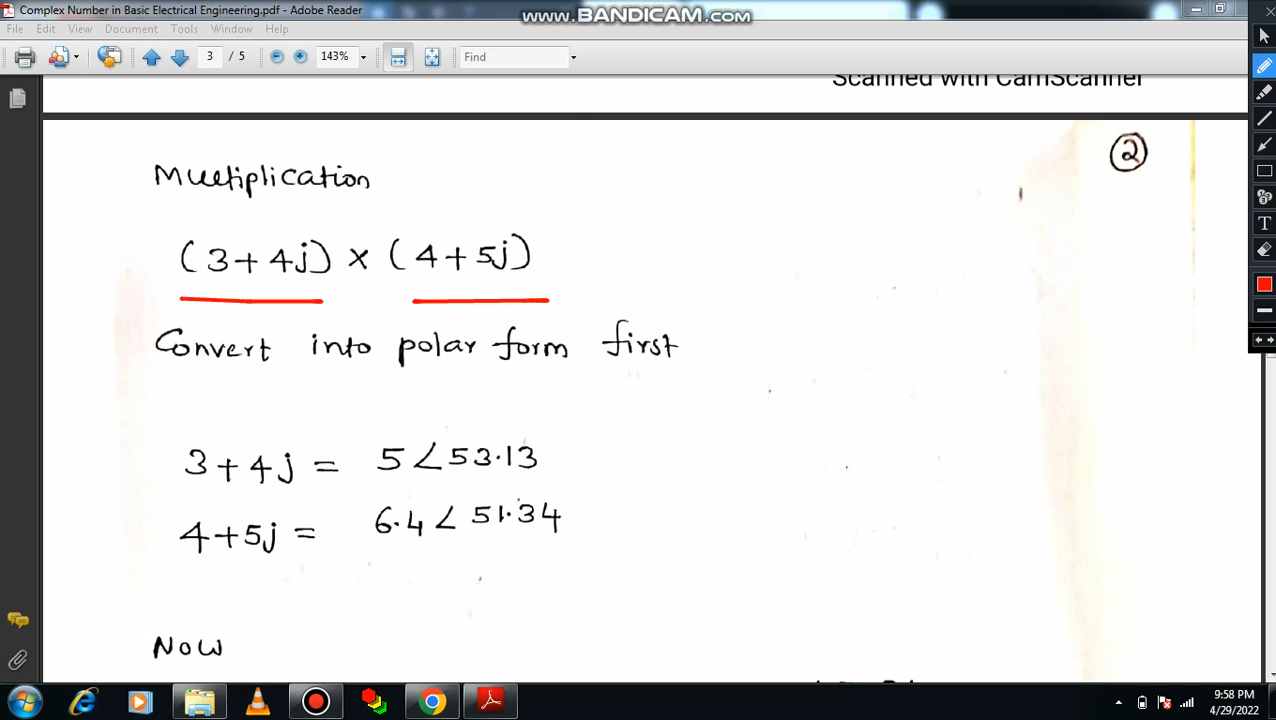 Complex Number in Basic Electrical Engineering.pdf - Adobe Reader
www.BANDICAM.com
File Edit View Document Tools Window Help
3 / 5 143% Find
Scanned with CamScanner
2
Multiplication
(3+4j) × (4+5j)
Convert into polar form first
3+4j = 5∠53.13
4+5j = 6.4∠51.34
Now
T
9:58 PM
4/29/2022